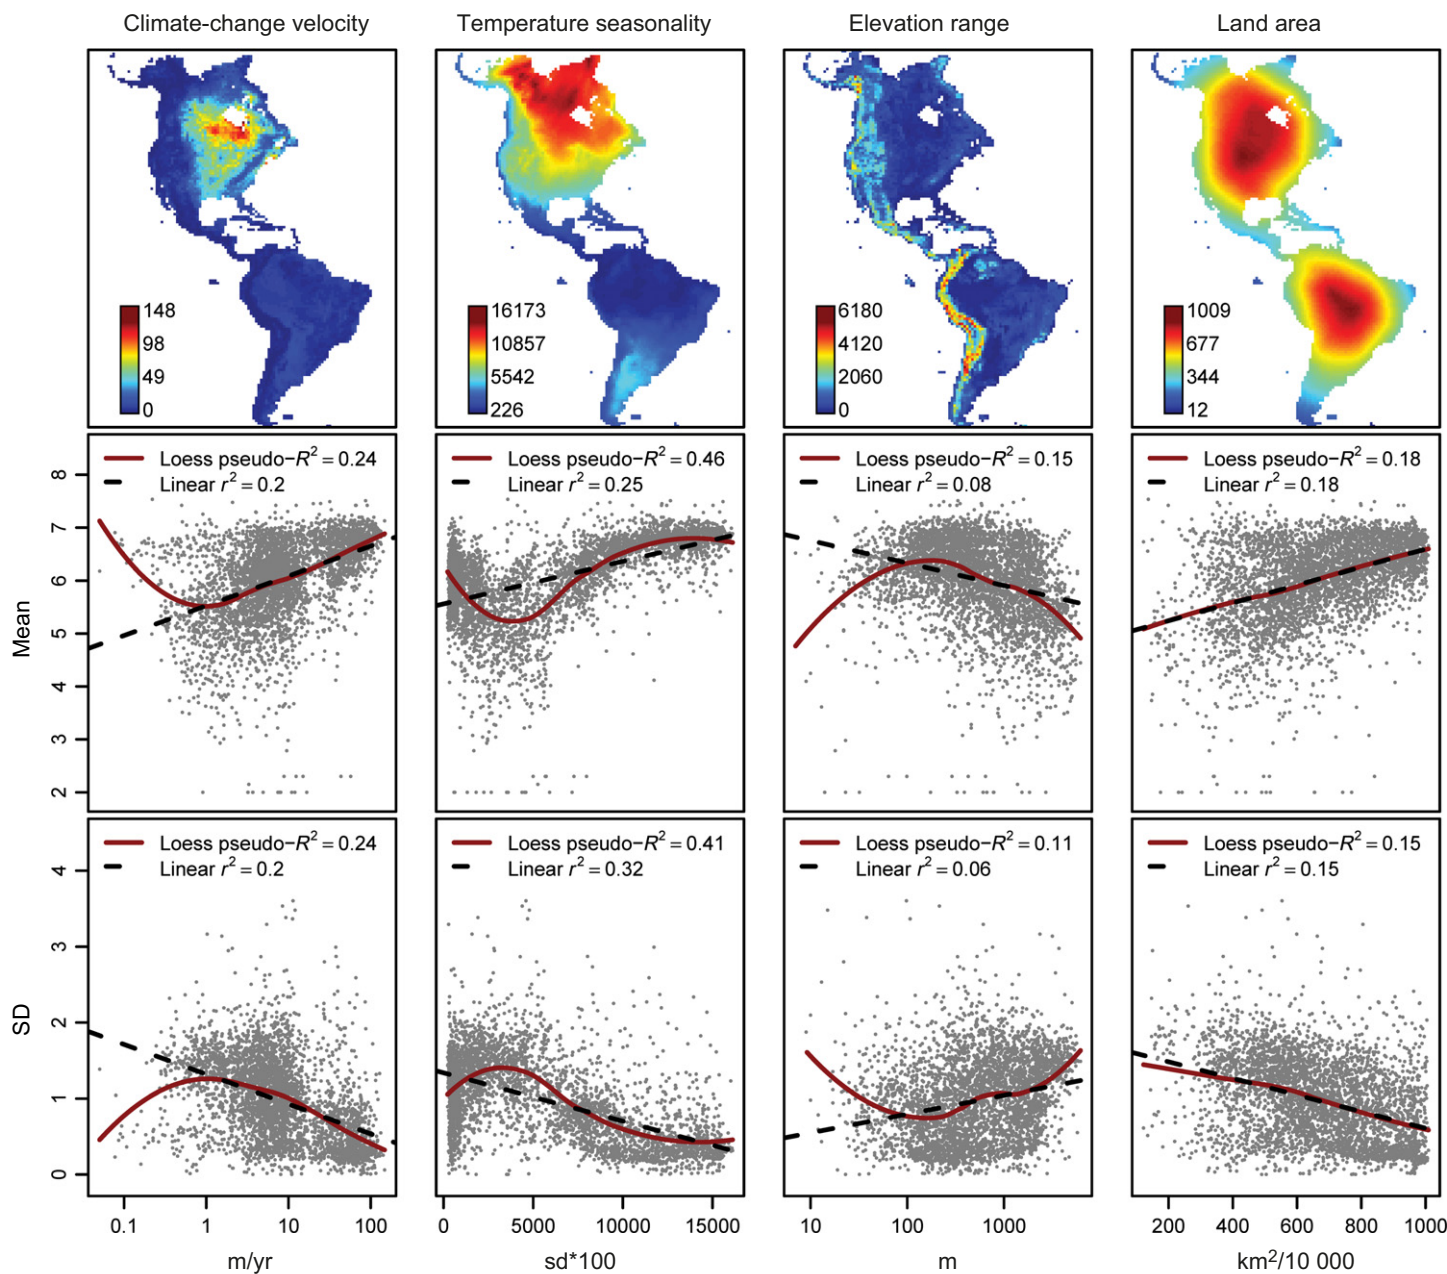 Climate-change velocity Temperature seasonality Elevation range Land area
148 16173 6180 1009
98 10857 4120 677
49 5542 2060 344
0 226 0 12
Loess pseudo−R² = 0.24 Loess pseudo−R² = 0.46 Loess pseudo−R² = 0.15 Loess pseudo−R² = 0.18
Linear r² = 0.2 Linear r² = 0.25 Linear r² = 0.08 Linear r² = 0.18
8
7
6
5
4
3
2
Mean
Loess pseudo−R² = 0.24 Loess pseudo−R² = 0.41 Loess pseudo−R² = 0.11 Loess pseudo−R² = 0.15
Linear r² = 0.2 Linear r² = 0.32 Linear r² = 0.06 Linear r² = 0.15
4
3
2
1
0
SD
0.1 1 10 100 0 5000 10000 15000 10 100 1000 200 400 600 800 1000
m/yr sd*100 m km²/10 000